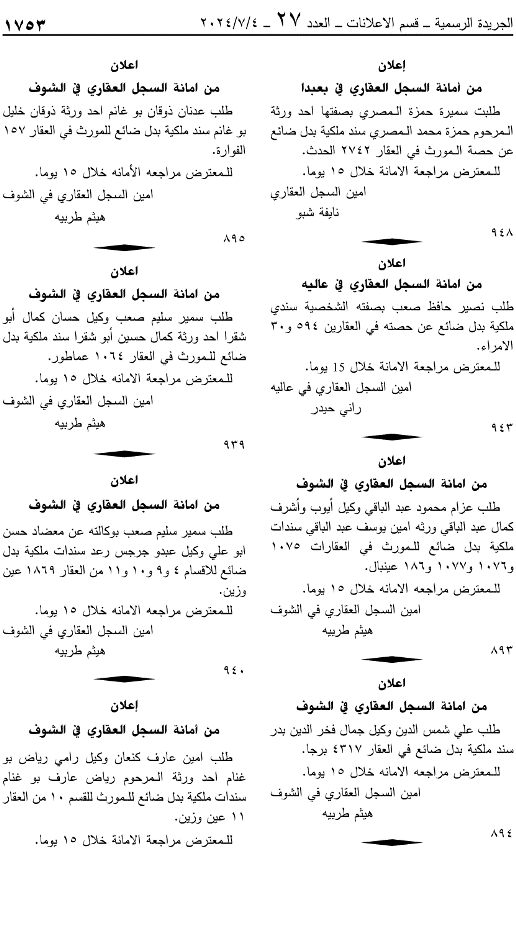 الجريدة الرسمية – قسم الاعلانات – العدد ٢٧ – ٢٠٢٤/٧/٤
١٧٥٣
إعلان
من أمانة السجل العقاري في بعبدا
طلبت سميرة حمزة المصري بصفتها احد ورثة
المرحوم حمزة محمد المصري سند ملكية بدل ضائع
عن حصة المورث في العقار ٢٧٤٢ الحدث.
للمعترض مراجعة الامانة خلال ١٥ يوما.
امين السجل العقاري
نايفة شبو
٩٤٨
اعلان
من امانة السجل العقاري في عاليه
طلب نصير حافظ صعب بصفته الشخصية سندي
ملكية بدل ضائع عن حصته في العقارين ٥٩٤ و٣٠
الامراء.
للمعترض مراجعة الامانة خلال 15 يوما.
امين السجل العقاري في عاليه
راني حيدر
٩٤٣
اعلان
من امانة السجل العقاري في الشوف
طلب عزام محمود عبد الباقي وكيل أيوب وأشرف
كمال عبد الباقي ورثه امين يوسف عبد الباقي سندات
ملكية بدل ضائع للمورث في العقارات ١٠٧٥
و١٠٧٦ و١٠٧٧ و١٨٦ عينبال.
للمعترض مراجعه الأمانه خلال ١٥ يوما.
امين السجل العقاري في الشوف
هيثم طربيه
٨٩٣
اعلان
من امانة السجل العقاري في الشوف
طلب علي شمس الدين وكيل جمال فخر الدين بدر
سند ملكية بدل ضائع في العقار ٤٣١٧ برجا.
للمعترض مراجعة الأمانة خلال ١٥ يوما.
امين السجل العقاري في الشوف
هيثم طربيه
٨٩٤
اعلان
من امانة السجل العقاري في الشوف
طلب عدنان ذوقان بو غانم احد ورثة ذوقان خليل
بو غانم سند ملكية بدل ضائع للمورث في العقار ١٥٧
الفوارة.
للمعترض مراجعه الأمانه خلال ١٥ يوما.
امين السجل العقاري في الشوف
هيثم طربيه
٨٩٥
اعلان
من امانة السجل العقاري في الشوف
طلب سمير سليم صعب وكيل حسان كمال أبو
شقرا احد ورثة كمال حسين أبو شقرا سند ملكية بدل
ضائع للمورث في العقار ١٠٦٤ عماطور.
للمعترض مراجعة الأمانه خلال ١٥ يوما.
امين السجل العقاري في الشوف
هيثم طربيه
٩٣٩
اعلان
من امانة السجل العقاري في الشوف
طلب سمير سليم صعب بوكالته عن معضاد حسن
ابو علي وكيل عبدو جرجس رعد سندات ملكية بدل
ضائع للاقسام ٤ و٩ و١٠ و١١ من العقار ١٨٦٩ عين
وزين.
للمعترض مراجعه الامانه خلال ١٥ يوما.
امين السجل العقاري في الشوف
هيثم طربيه
٩٤٠
إعلان
من أمانة السجل العقاري في الشوف
طلب امين عارف كنعان وكيل رامي رياض بو
غنام احد ورثة المرحوم رياض عارف بو غنام
سندات ملكية بدل ضائع للمورث للقسم ١٠ من العقار
١١ عين وزين.
للمعترض مراجعة الامانة خلال ١٥ يوما.